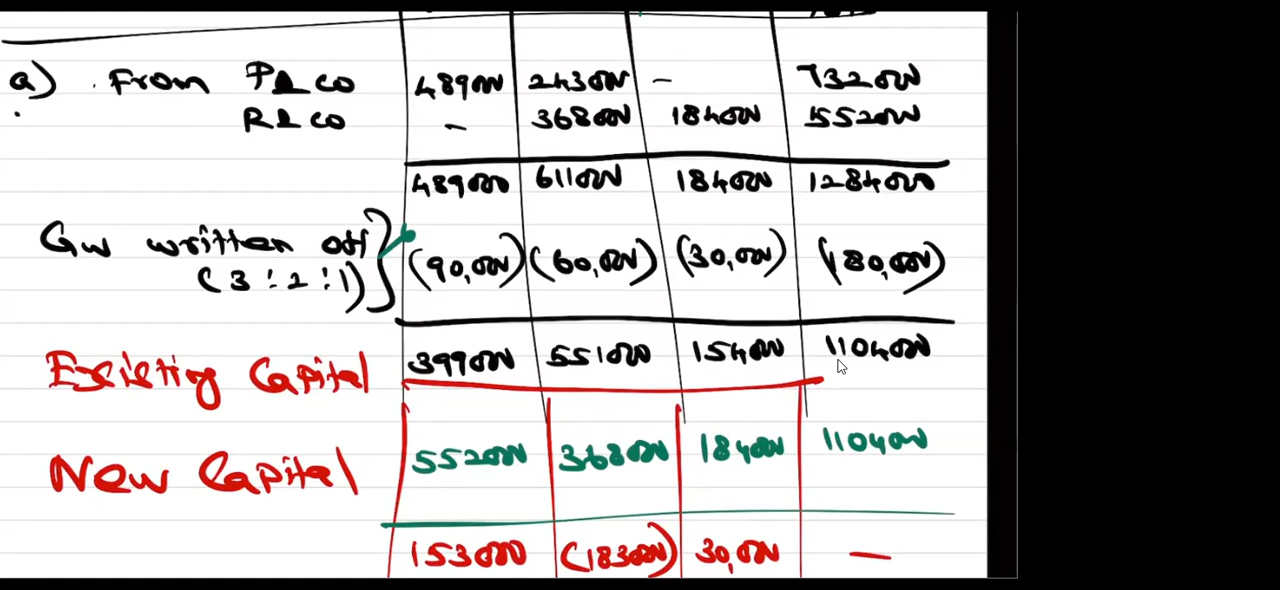 a) . From P & co 489000 243000 — 732000
R & co — 368000 184000 552000
489000 611000 184000 1284000
Gw written off
(3:2:1) (90,000) (60,000) (30,000) (180,000)
Existing Capital 399000 551000 154000 1104000
New Capital 552000 368000 184000 1104000
153000 (183000) 30,000 —